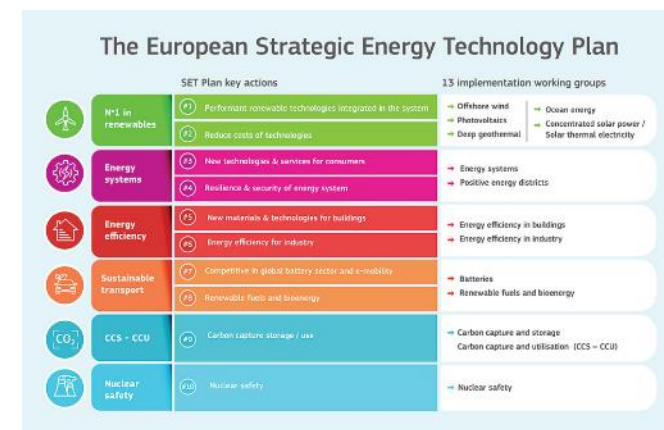 The European Strategic Energy Technology Plan
SET Plan key actions
13 implementation working groups
N°1 in
renewables
#1 Performant renewable technologies integrated in the system
#2 Reduce costs of technologies
→ Offshore wind
→ Photovoltaics
→ Deep geothermal
→ Ocean energy
→ Concentrated solar power /
Solar thermal electricity
Energy
systems
#3 New technologies & services for consumers
#4 Resilience & security of energy system
→ Energy systems
→ Positive energy districts
Energy
efficiency
#5 New materials & technologies for buildings
#6 Energy efficiency for industry
→ Energy efficiency in buildings
→ Energy efficiency in industry
Sustainable
transport
#7 Competitive in global battery sector and e-mobility
#8 Renewable fuels and bioenergy
→ Batteries
→ Renewable fuels and bioenergy
CO₂
CCS - CCU
#9 Carbon capture storage / use
→ Carbon capture and storage
Carbon capture and utilisation (CCS – CCU)
Nuclear
safety
#10 Nuclear safety
→ Nuclear safety